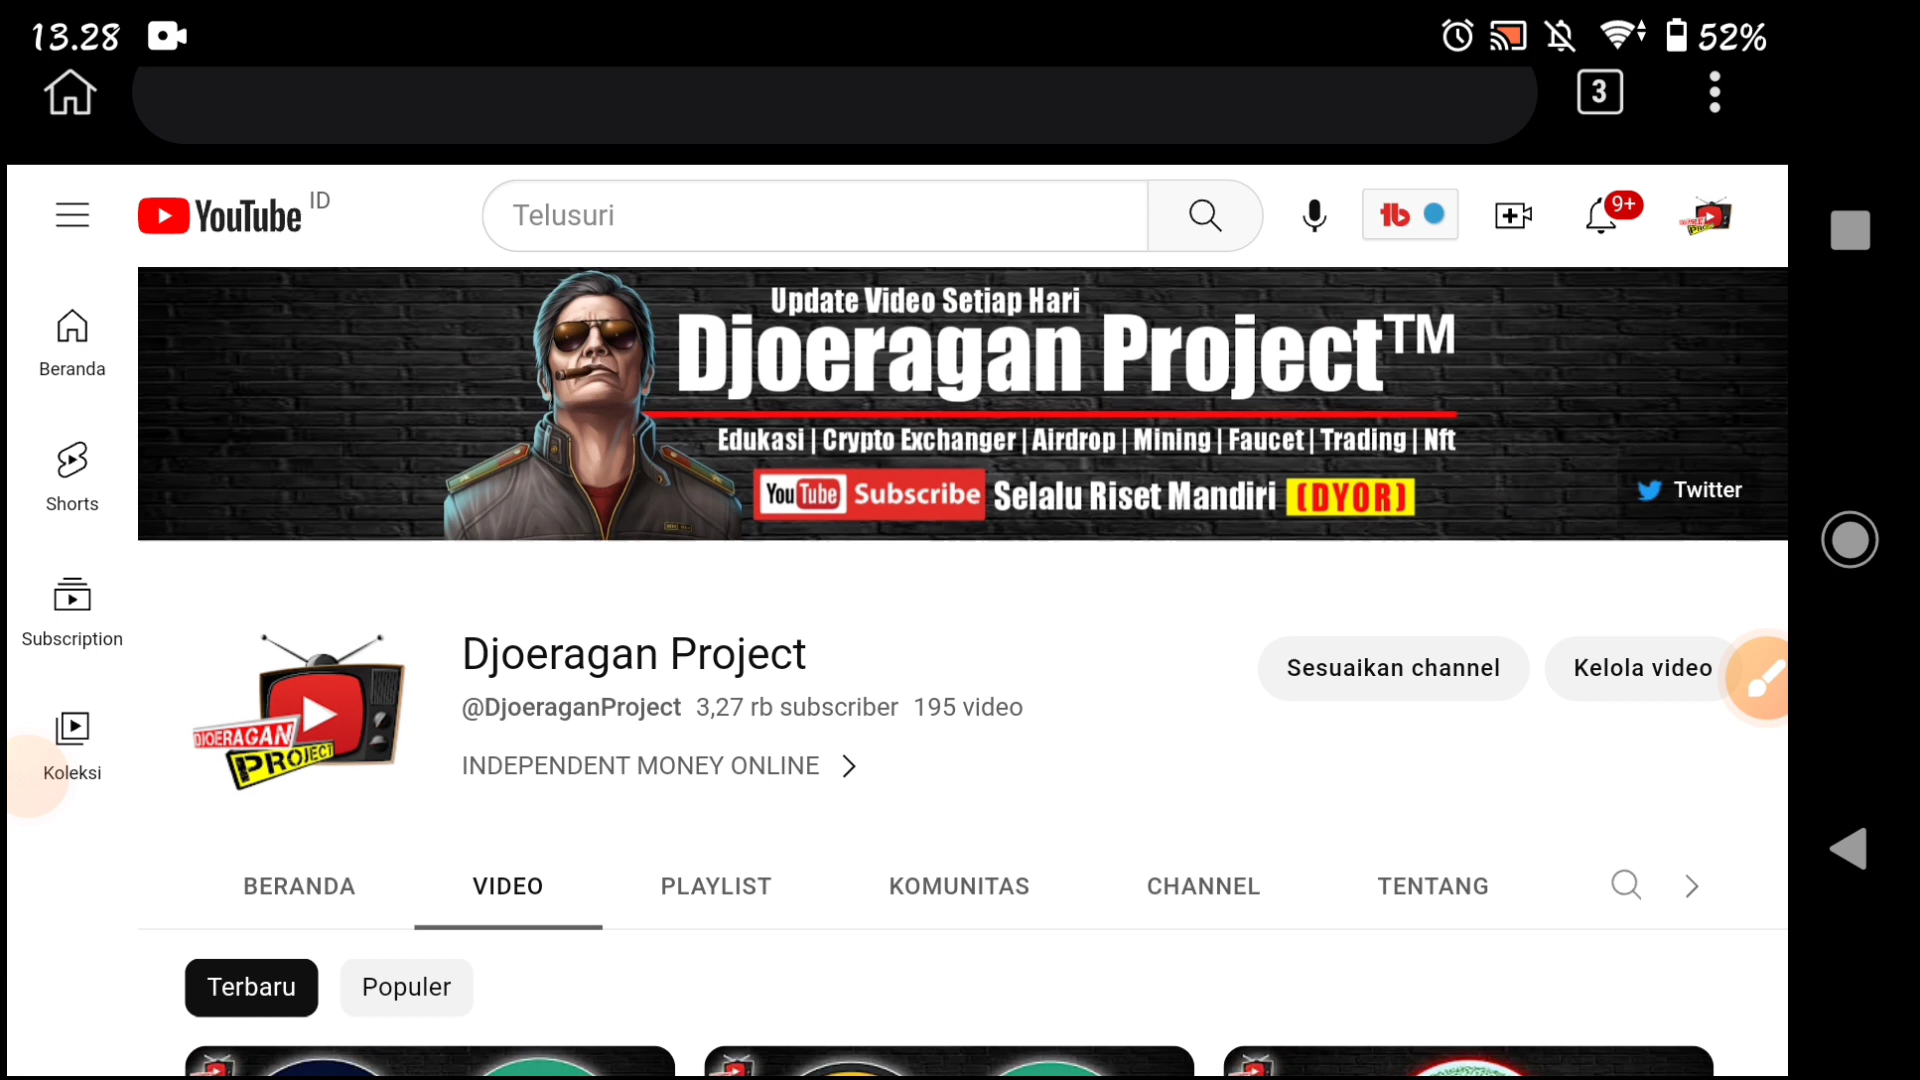 13.28
52%
3
YouTube ID
Telusuri
9+
Beranda
Shorts
Subscription
Koleksi
Update Video Setiap Hari
Djoeragan Project™
Edukasi | Crypto Exchanger | Airdrop | Mining | Faucet | Trading | Nft
YouTube Subscribe Selalu Riset Mandiri (DYOR)
Twitter
DJOERAGAN
PROJECT
Djoeragan Project
@DjoeraganProject 3,27 rb subscriber 195 video
INDEPENDENT MONEY ONLINE
Sesuaikan channel
Kelola video
BERANDA VIDEO PLAYLIST KOMUNITAS CHANNEL TENTANG
Terbaru Populer